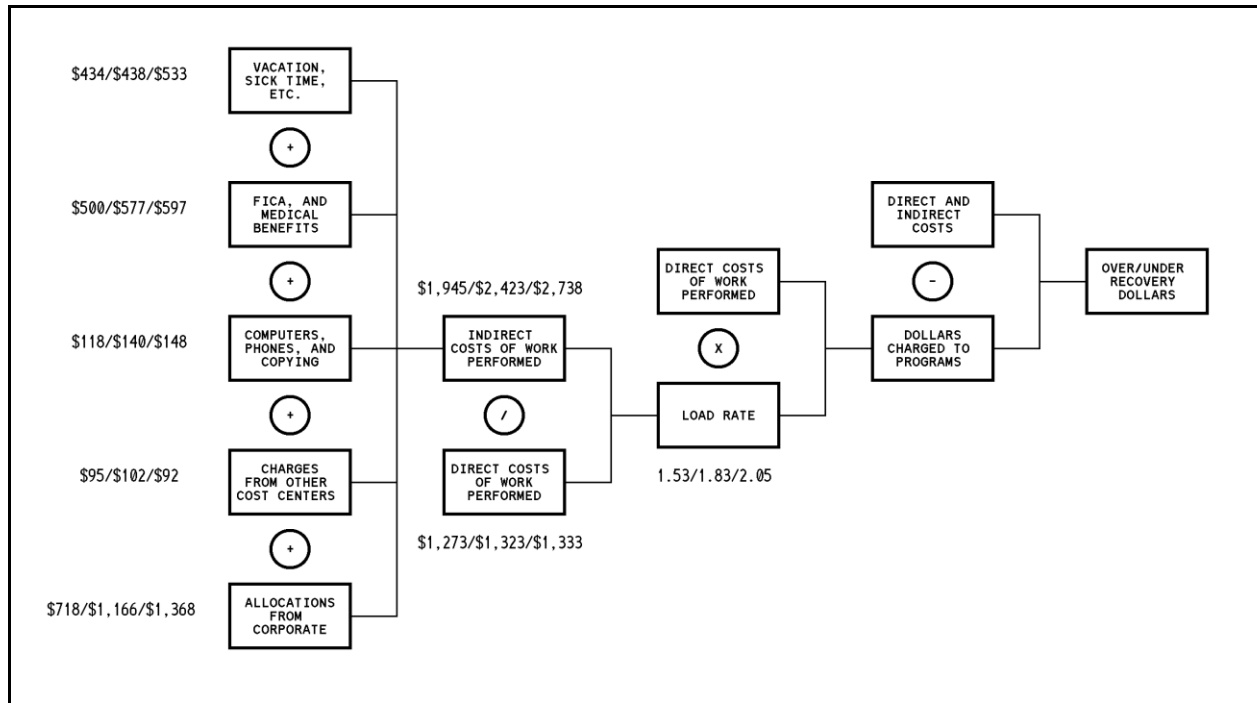 $434/$438/$533
VACATION,
SICK TIME,
ETC.
+
$500/$577/$597
FICA, AND
MEDICAL
BENEFITS
+
$118/$140/$148
COMPUTERS,
PHONES, AND
COPYING
+
$95/$102/$92
CHARGES
FROM OTHER
COST CENTERS
+
$718/$1,166/$1,368
ALLOCATIONS
FROM
CORPORATE
$1,945/$2,423/$2,738
INDIRECT
COSTS OF WORK
PERFORMED
/
DIRECT COSTS
OF WORK
PERFORMED
$1,273/$1,323/$1,333
DIRECT COSTS
OF WORK
PERFORMED
X
LOAD RATE
1.53/1.83/2.05
DIRECT AND
INDIRECT
COSTS
-
DOLLARS
CHARGED TO
PROGRAMS
OVER/UNDER
RECOVERY
DOLLARS